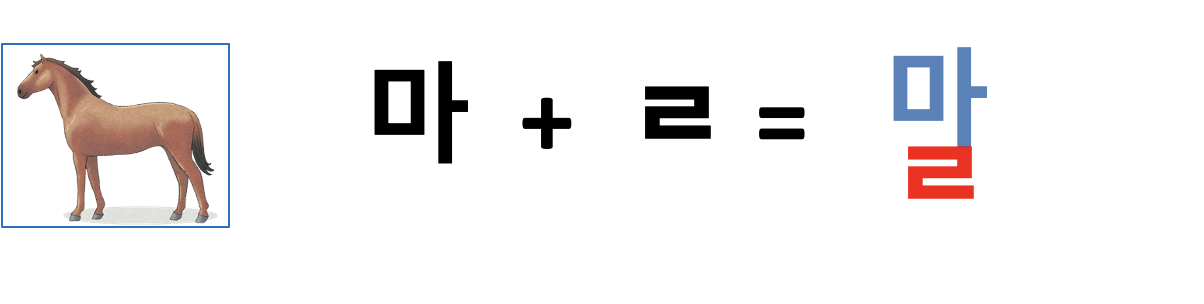 마 + ㄹ = 말